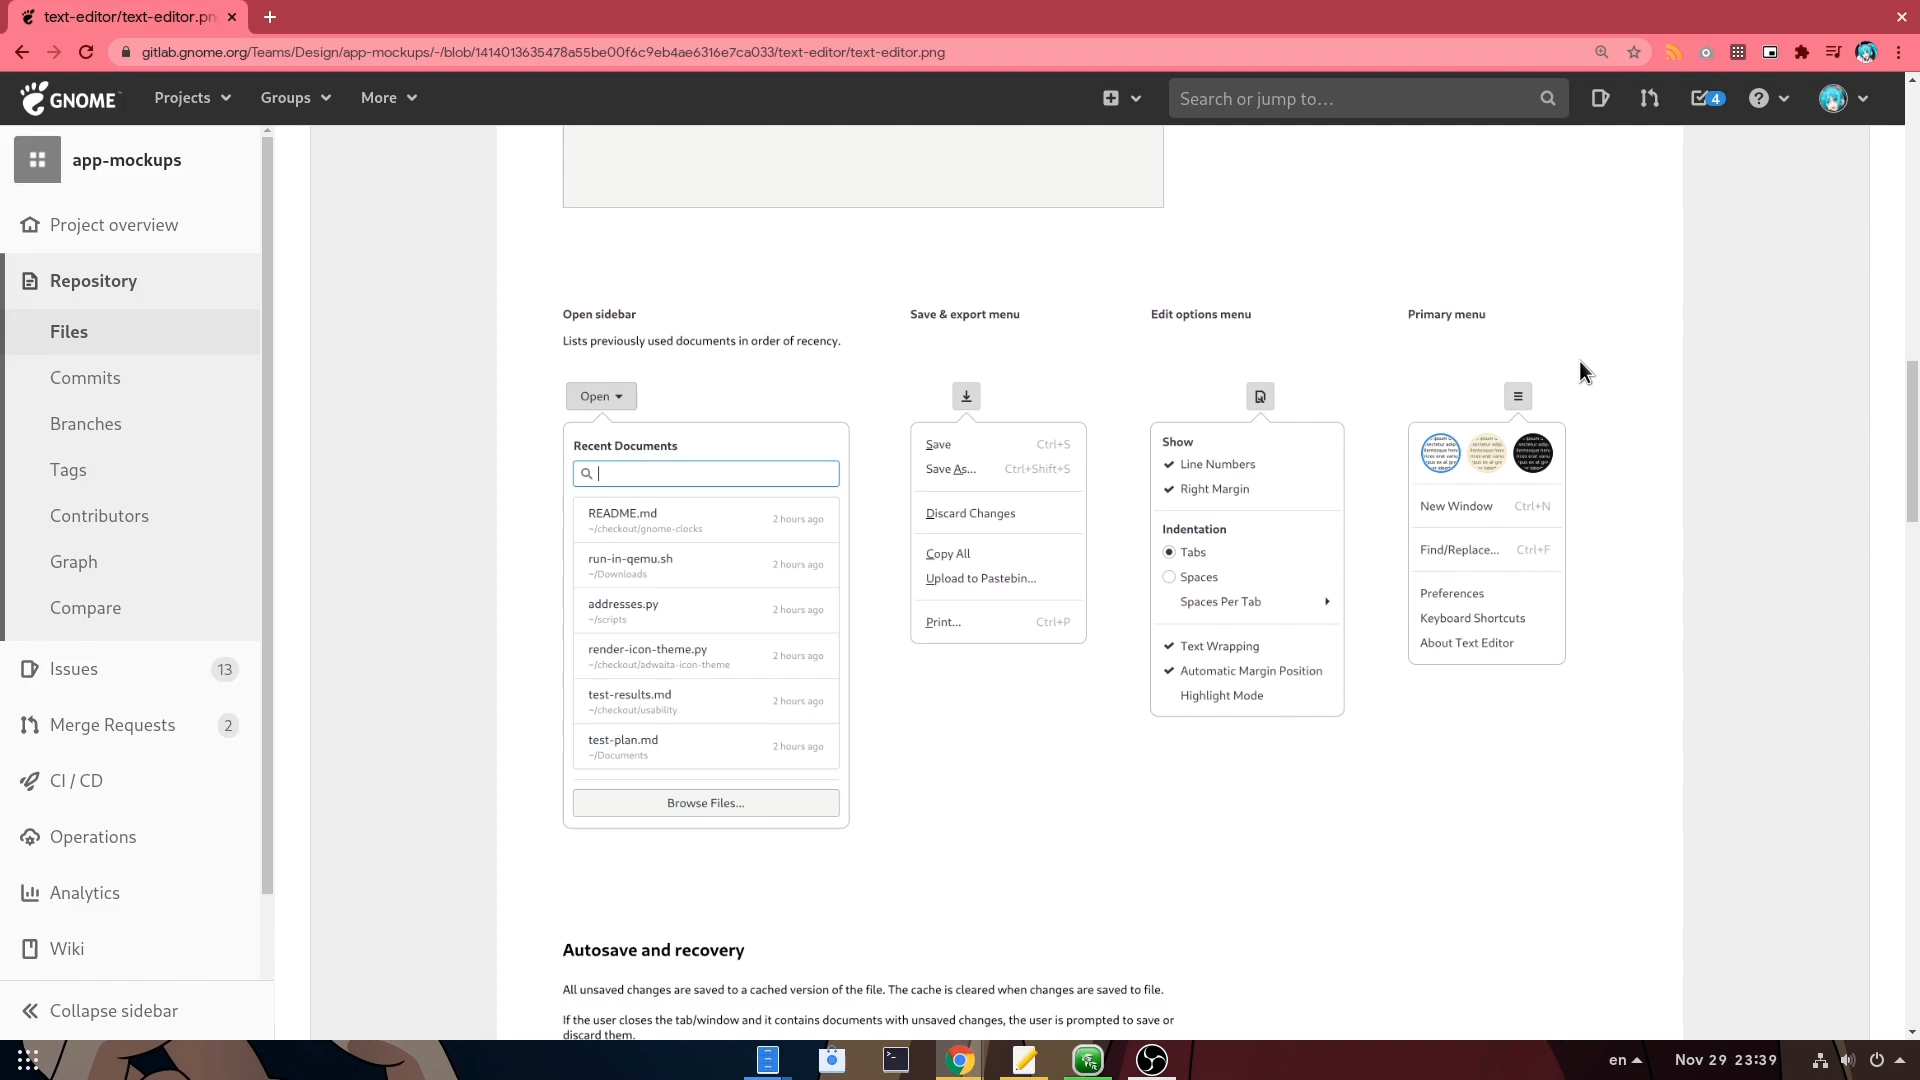 text-editor/text-editor.pn
gitlab.gnome.org/Teams/Design/app-mockups/-/blob/1414013635478a55be00f6c9eb4ae6316e7ca033/text-editor/text-editor.png
GNOME
Projects
Groups
More
Search or jump to…
4
app-mockups
Project overview
Repository
Files
Commits
Branches
Tags
Contributors
Graph
Compare
Issues 13
Merge Requests 2
CI / CD
Operations
Analytics
Wiki
Collapse sidebar
Open sidebar
Lists previously used documents in order of recency.
Open
Recent Documents
README.md
~/checkout/gnome-clocks
2 hours ago
run-in-qemu.sh
~/Downloads
2 hours ago
addresses.py
~/scripts
2 hours ago
render-icon-theme.py
~/checkout/adwaita-icon-theme
2 hours ago
test-results.md
~/checkout/usability
2 hours ago
test-plan.md
~/Documents
2 hours ago
Browse Files...
Save & export menu
Save Ctrl+S
Save As... Ctrl+Shift+S
Discard Changes
Copy All
Upload to Pastebin...
Print... Ctrl+P
Edit options menu
Show
Line Numbers
Right Margin
Indentation
Tabs
Spaces
Spaces Per Tab
Text Wrapping
Automatic Margin Position
Highlight Mode
Primary menu
New Window Ctrl+N
Find/Replace... Ctrl+F
Preferences
Keyboard Shortcuts
About Text Editor
Autosave and recovery
All unsaved changes are saved to a cached version of the file. The cache is cleared when changes are saved to file.
If the user closes the tab/window and it contains documents with unsaved changes, the user is prompted to save or
discard them.
en
Nov 29 23:39